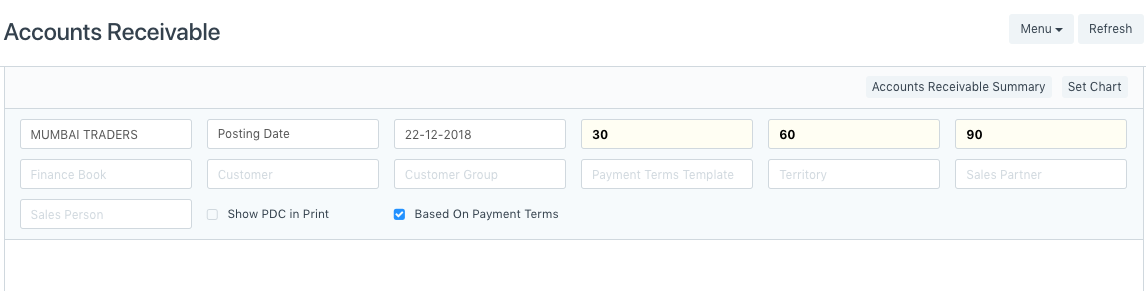 Accounts Receivable
Menu Refresh
Accounts Receivable Summary Set Chart
MUMBAI TRADERS Posting Date 22-12-2018 30 60 90
Finance Book Customer Customer Group Payment Terms Template Territory Sales Partner
Sales Person Show PDC in Print Based On Payment Terms